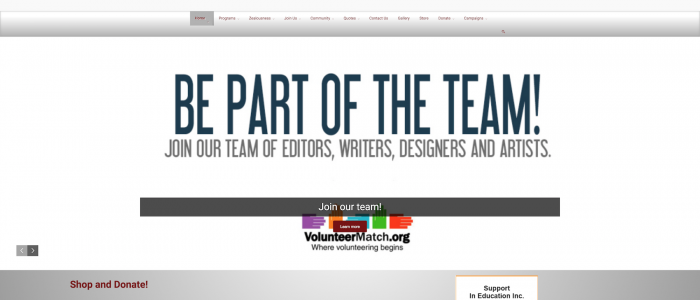 Home Programs Zealousness Join Us Community Quotes Contact Us Gallery Store Donate Campaigns
BE PART OF THE TEAM!
JOIN OUR TEAM OF EDITORS, WRITERS, DESIGNERS AND ARTISTS.
Join our team!
Learn more
VolunteerMatch.org
Where volunteering begins
Shop and Donate!
Support
In Education Inc.